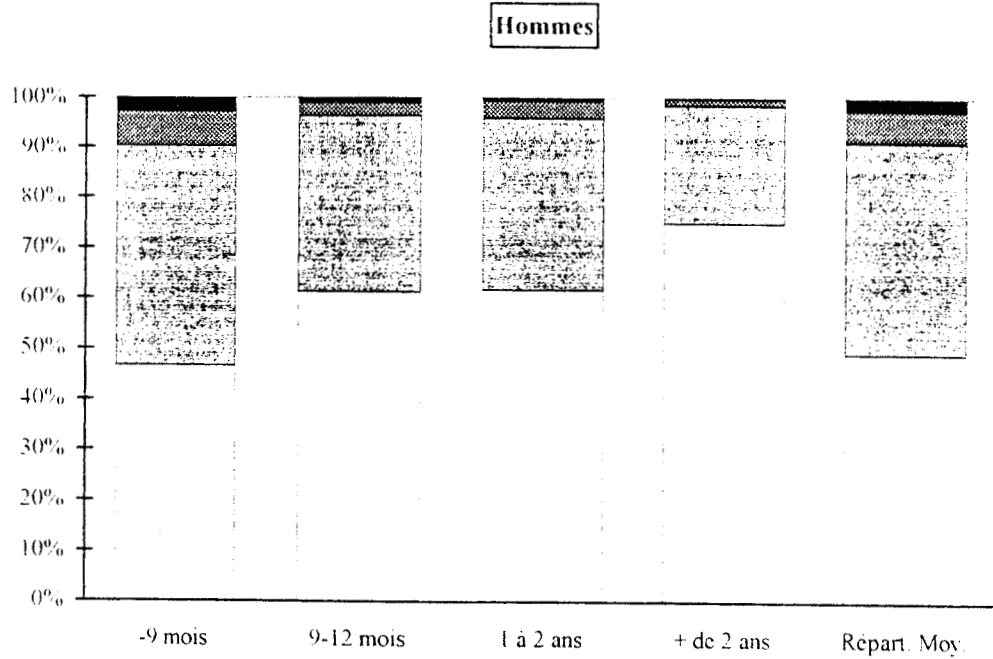 Hommes
100%
90%
80%
70%
60%
50%
40%
30%
20%
10%
0%
-9 mois
9-12 mois
1 à 2 ans
+ de 2 ans
Répart. Moy.